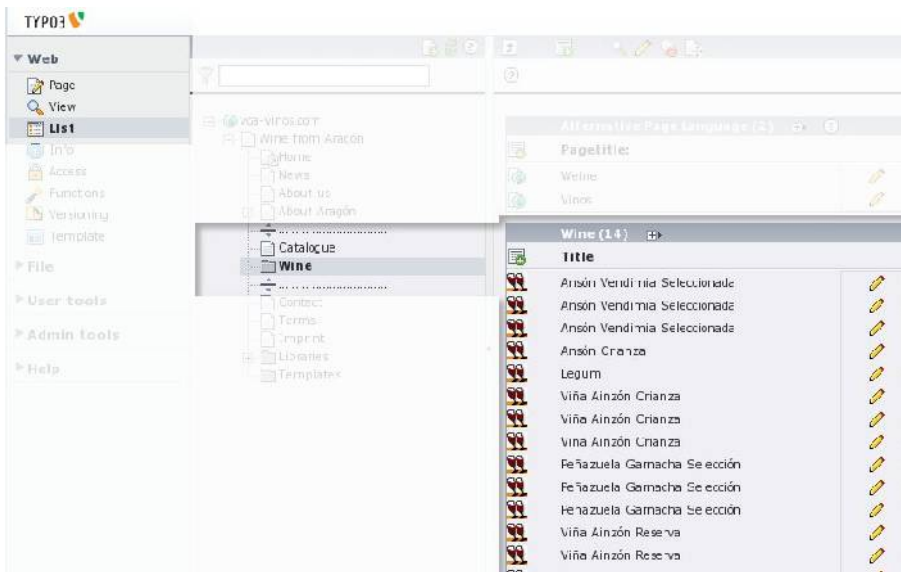 TYPO3
Web
Page
View
List
Info
Access
Functions
Versioning
Template
File
User tools
Admin tools
Help
Wine from Aragon
Home
News
About us
About Aragón
Catalogue
Wine
Contact
Terms
Imprint
Libraries
Templates
Alternative Page Language (2)
Pagetitle:
Weine
Vinos
Wine (14)
Title
Ansón Vendimia Seleccionada
Ansón Vendimia Seleccionada
Ansón Vendimia Seleccionada
Ansón Crianza
Legum
Viña Ainzón Crianza
Viña Ainzón Crianza
Viña Ainzón Crianza
Peñazuela Garnacha Selección
Peñazuela Garnacha Selección
Peñazuela Garnacha Selección
Viña Ainzón Reserva
Viña Ainzón Reserva